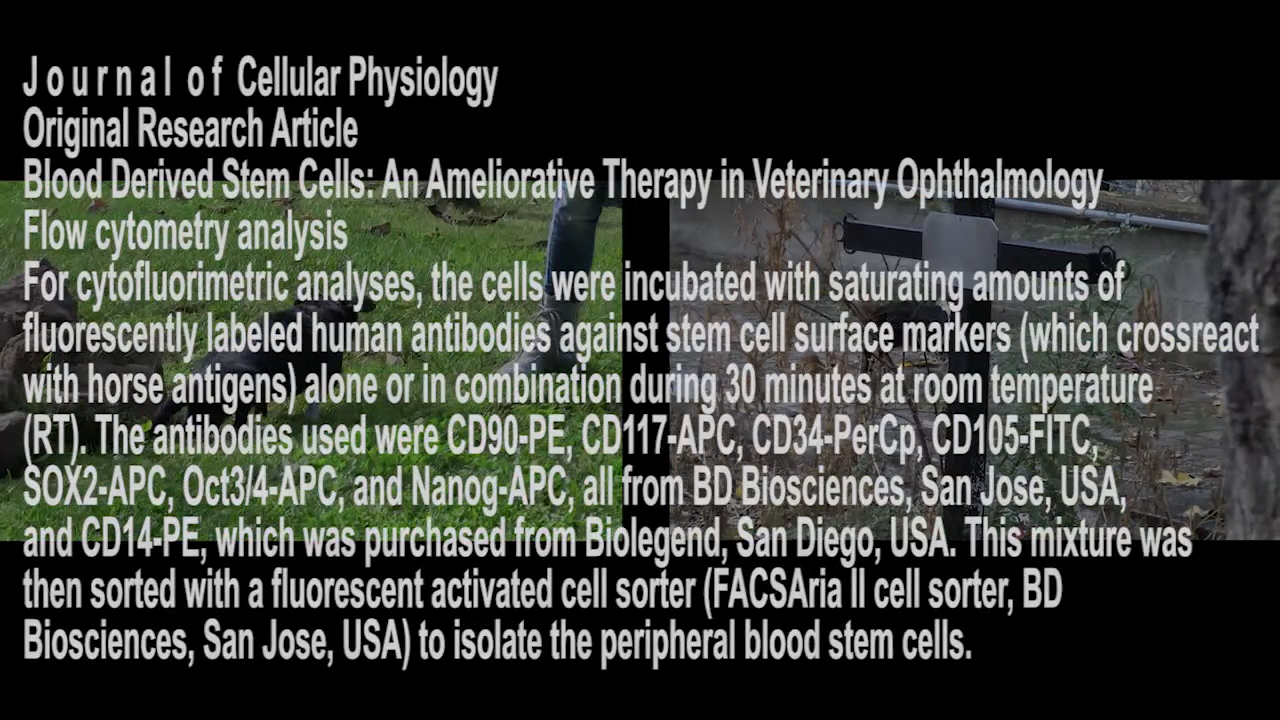 Journal of Cellular Physiology
Original Research Article
Blood Derived Stem Cells: An Ameliorative Therapy in Veterinary Ophthalmology
Flow cytometry analysis
For cytofluorimetric analyses, the cells were incubated with saturating amounts of
fluorescently labeled human antibodies against stem cell surface markers (which crossreact
with horse antigens) alone or in combination during 30 minutes at room temperature
(RT). The antibodies used were CD90-PE, CD117-APC, CD34-PerCp, CD105-FITC,
SOX2-APC, Oct3/4-APC, and Nanog-APC, all from BD Biosciences, San Jose, USA,
and CD14-PE, which was purchased from Biolegend, San Diego, USA. This mixture was
then sorted with a fluorescent activated cell sorter (FACSAria II cell sorter, BD
Biosciences, San Jose, USA) to isolate the peripheral blood stem cells.